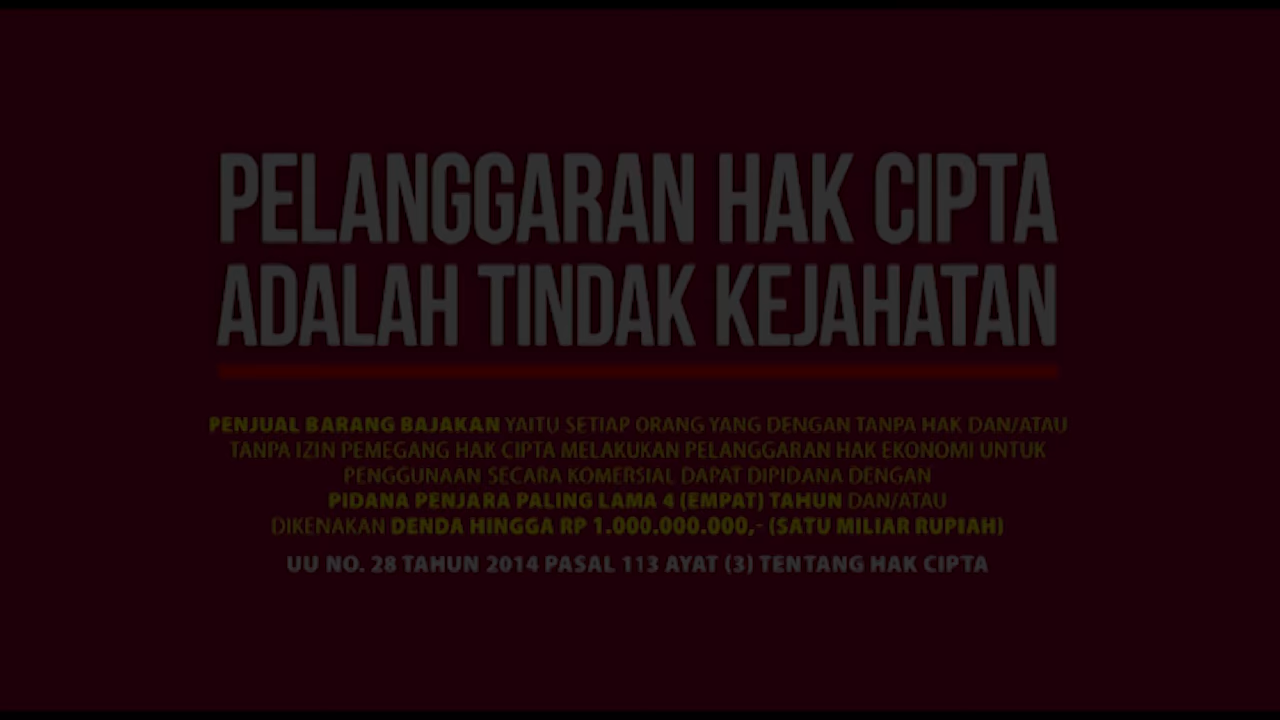 PELANGGARAN HAK CIPTA
ADALAH TINDAK KEJAHATAN
PENJUAL BARANG BAJAKAN YAITU SETIAP ORANG YANG DENGAN TANPA HAK DAN/ATAU
TANPA IZIN PEMEGANG HAK CIPTA MELAKUKAN PELANGGARAN HAK EKONOMI UNTUK
PENGGUNAAN SECARA KOMERSIAL DAPAT DIPIDANA DENGAN
PIDANA PENJARA PALING LAMA 4 (EMPAT) TAHUN DAN/ATAU
DIKENAKAN DENDA HINGGA RP 1.000.000.000,- (SATU MILIAR RUPIAH)
UU NO. 28 TAHUN 2014 PASAL 113 AYAT (3) TENTANG HAK CIPTA